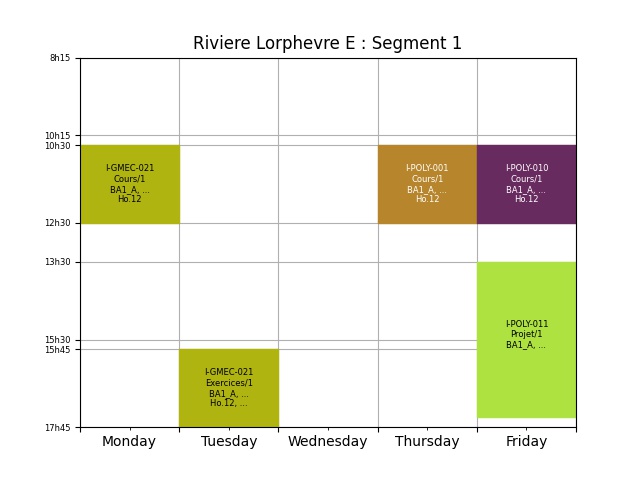 Riviere Lorphevre E : Segment 1
8h15
10h15
10h30
12h30
13h30
15h30
15h45
17h45
I-GMEC-021
Cours/1
BA1_A, ...
Ho.12
I-GMEC-021
Exercices/1
BA1_A, ...
Ho.12, ...
I-POLY-001
Cours/1
BA1_A, ...
Ho.12
I-POLY-010
Cours/1
BA1_A, ...
Ho.12
I-POLY-011
Projet/1
BA1_A, ...
Monday
Tuesday
Wednesday
Thursday
Friday